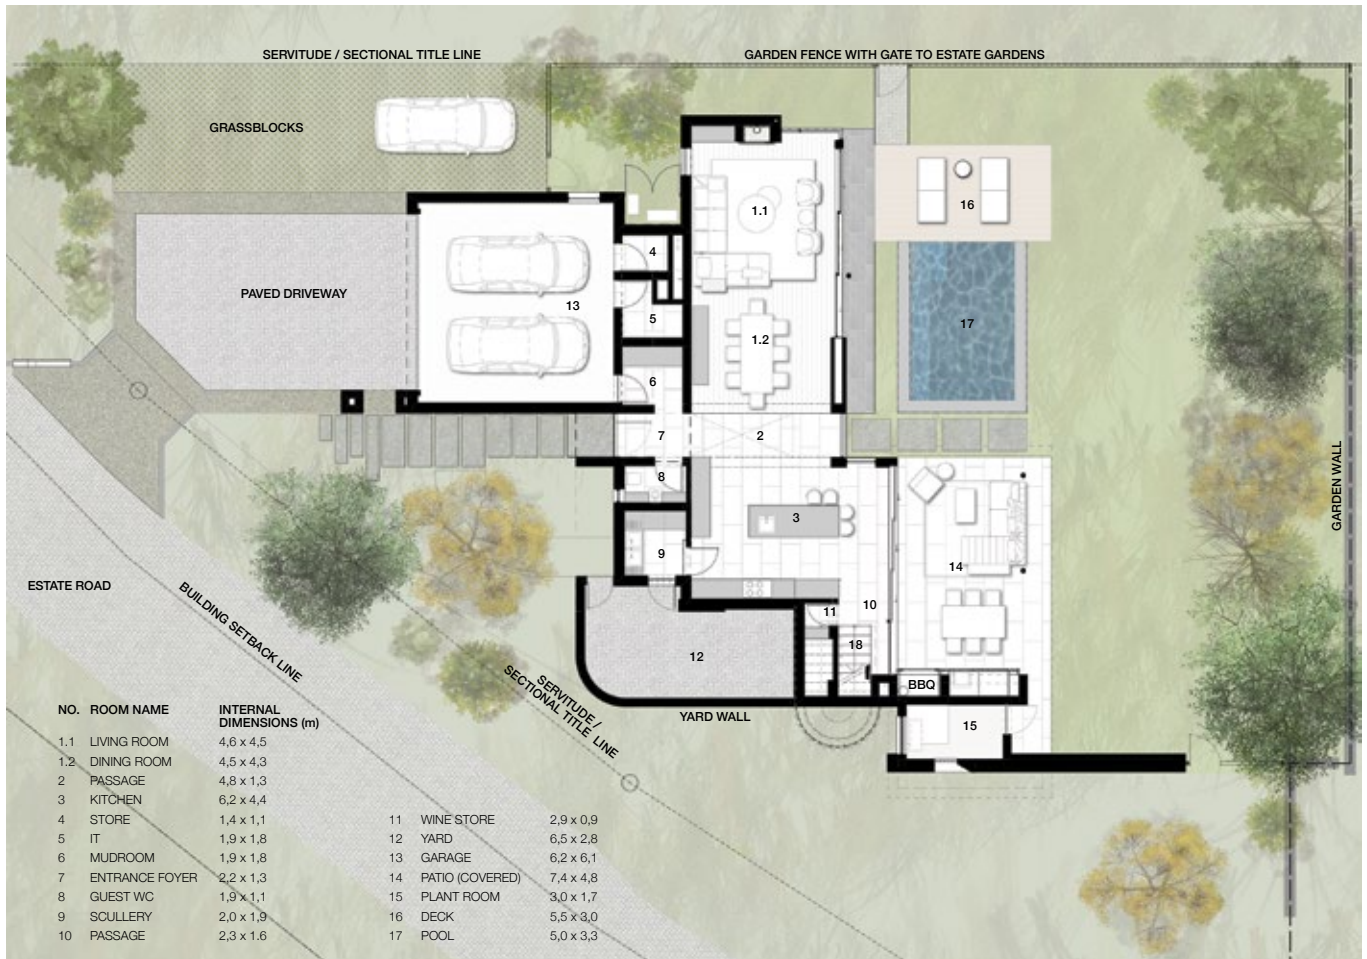 SERVITUDE / SECTIONAL TITLE LINE
GARDEN FENCE WITH GATE TO ESTATE GARDENS
GRASSBLOCKS
1.1
16
4
PAVED DRIVEWAY
13
5
17
1.2
6
7
2
8
3
GARDEN WALL
9
14
ESTATE ROAD
BUILDING SETBACK LINE
10
11
18
12
SERVITUDE /
SECTIONAL TITLE LINE
BBQ
YARD WALL
15
NO. ROOM NAME INTERNAL
DIMENSIONS (m)
1.1 LIVING ROOM 4,6 x 4,5
1.2 DINING ROOM 4,5 x 4,3
2 PASSAGE 4,8 x 1,3
3 KITCHEN 6,2 x 4,4
4 STORE 1,4 x 1,1
5 IT 1,9 x 1,8
6 MUDROOM 1,9 x 1,8
7 ENTRANCE FOYER 2,2 x 1,3
8 GUEST WC 1,9 x 1,1
9 SCULLERY 2,0 x 1,9
10 PASSAGE 2,3 x 1.6
11 WINE STORE 2,9 x 0,9
12 YARD 6,5 x 2,8
13 GARAGE 6,2 x 6,1
14 PATIO (COVERED) 7,4 x 4,8
15 PLANT ROOM 3,0 x 1,7
16 DECK 5,5 x 3,0
17 POOL 5,0 x 3,3